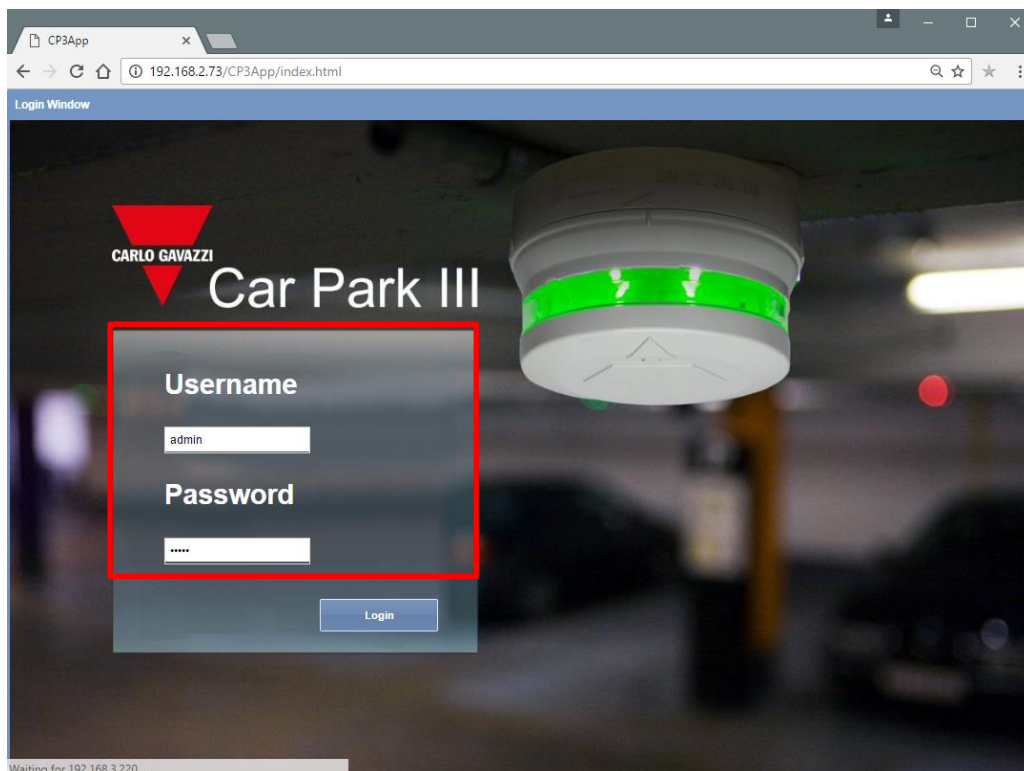 CP3App
192.168.2.73/CP3App/index.html
Login Window
CARLO GAVAZZI
Car Park III
Username
admin
Password
•••••
Login
Waiting for 192.168.3.220